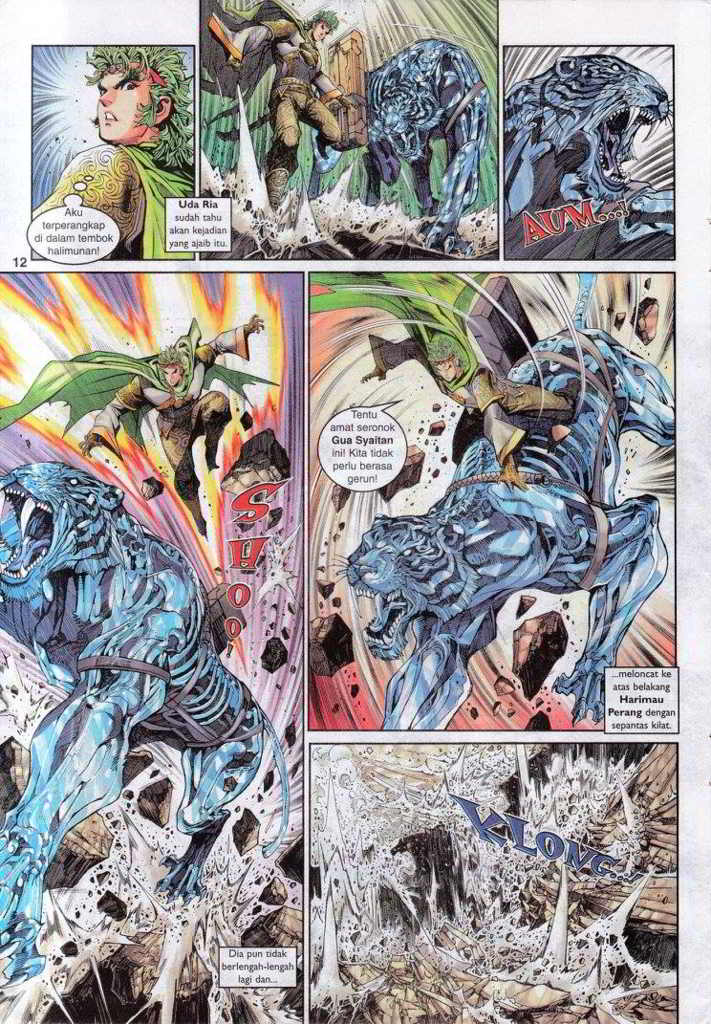 Aku
terperangkap
di dalam tembok
halimunan!
Uda Ria
sudah tahu
akan kejadian
yang ajaib itu.
AUM...!
12
SHOO
Dia pun tidak
berlengah-lengah
lagi dan...
Tentu
amat seronok
Gua Syaitan
ini! Kita tidak
perlu berasa
gerun!
...meloncat ke
atas belakang
Harimau
Perang dengan
sepantas kilat.
KLONG...